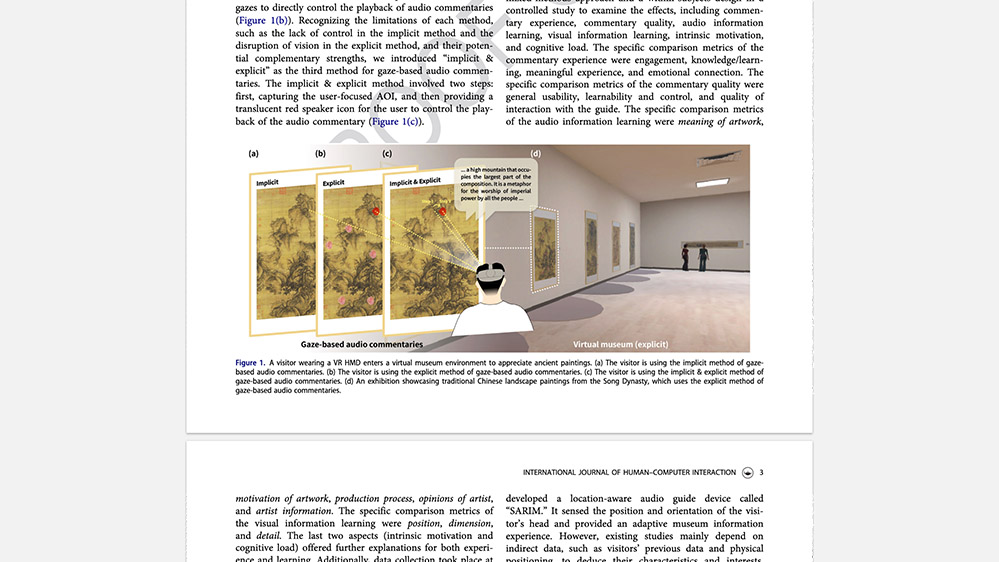 gazes to directly control the playback of audio commentaries
(Figure 1(b)). Recognizing the limitations of each method,
such as the lack of control in the implicit method and the
disruption of vision in the explicit method, and their poten-
tial complementary strengths, we introduced “implicit &
explicit” as the third method for gaze-based audio commen-
taries. The implicit & explicit method involved two steps:
first, capturing the user-focused AOI, and then providing a
translucent red speaker icon for the user to control the play-
back of the audio commentary (Figure 1(c)).
controlled study to examine the effects, including commen-
tary experience, commentary quality, audio information
learning, visual information learning, intrinsic motivation,
and cognitive load. The specific comparison metrics of the
commentary experience were engagement, knowledge/learn-
ing, meaningful experience, and emotional connection. The
specific comparison metrics of the commentary quality were
general usability, learnability and control, and quality of
interaction with the guide. The specific comparison metrics
of the audio information learning were meaning of artwork,
(a)
(b)
(c)
(d)
Implicit
Explicit
Implicit & Explicit
... a high mountain that occu-
pies the largest part of the
composition. It is a metaphor
for the worship of imperial
power by all the people ...
Gaze-based audio commentaries
Virtual museum (explicit)
Figure 1. A visitor wearing a VR HMD enters a virtual museum environment to appreciate ancient paintings. (a) The visitor is using the implicit method of gaze-
based audio commentaries. (b) The visitor is using the explicit method of gaze-based audio commentaries. (c) The visitor is using the implicit & explicit method of
gaze-based audio commentaries. (d) An exhibition showcasing traditional Chinese landscape paintings from the Song Dynasty, which uses the explicit method of
gaze-based audio commentaries.
INTERNATIONAL JOURNAL OF HUMAN–COMPUTER INTERACTION 3
motivation of artwork, production process, opinions of artist,
and artist information. The specific comparison metrics of
the visual information learning were position, dimension,
and detail. The last two aspects (intrinsic motivation and
cognitive load) offered further explanations for both experi-
ence and learning. Additionally, data collection took place at
developed a location-aware audio guide device called
“SARIM.” It sensed the position and orientation of the visi-
tor’s head and provided an adaptive museum information
experience. However, existing studies mainly depend on
indirect data, such as visitors’ previous data and physical
positioning, to deduce their characteristics and interests,